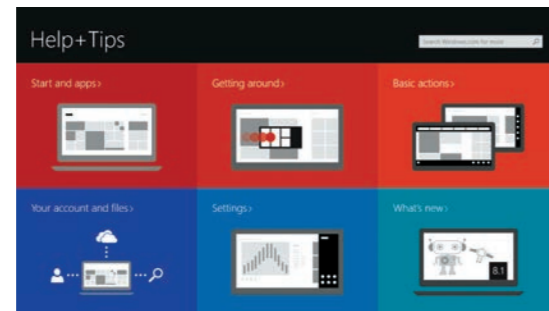 Help+Tips
Search Windows.com for more
Start and apps>
Getting around>
Basic actions>
Your account and files>
Settings>
What's new>
8.1